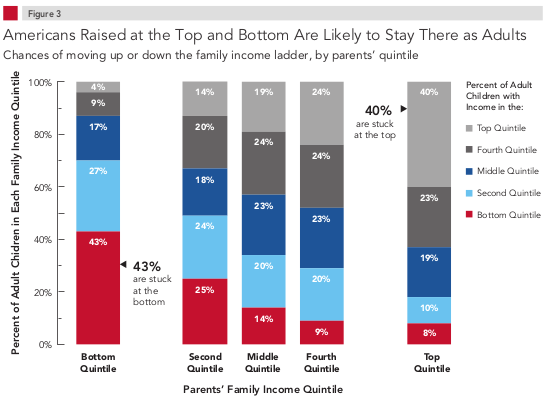 Figure 3
Americans Raised at the Top and Bottom Are Likely to Stay There as Adults
Chances of moving up or down the family income ladder, by parents' quintile
Percent of Adult Chidren in Each Family Income Quintile
100%
80%
60%
40%
20%
0%
4%
9%
17%
27%
43%
43%
are stuck
at the
bottom
14%
20%
18%
24%
25%
19%
24%
23%
20%
14%
24%
24%
23%
20%
9%
40%
are stuck
at the top
40%
23%
19%
10%
8%
Percent of Adult
Children with
Income in the:
Top Quintile
Fourth Quintile
Middle Quintile
Second Quintile
Bottom Quintile
Bottom
Quintile
Second
Quintile
Middle
Quintile
Fourth
Quintile
Top
Quintile
Parents' Family Income Quintile